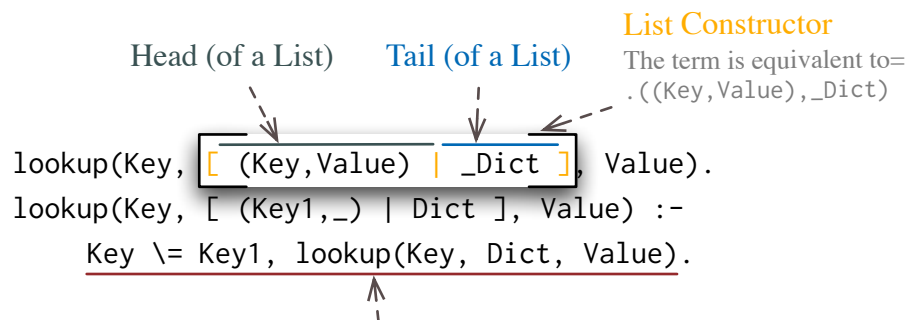 List Constructor
Head (of a List) Tail (of a List)
The term is equivalent to=
.((Key,Value),_Dict)
lookup(Key, [ (Key,Value) | _Dict ], Value).
lookup(Key, [ (Key1,_) | Dict ], Value) :-
Key \= Key1, lookup(Key, Dict, Value).